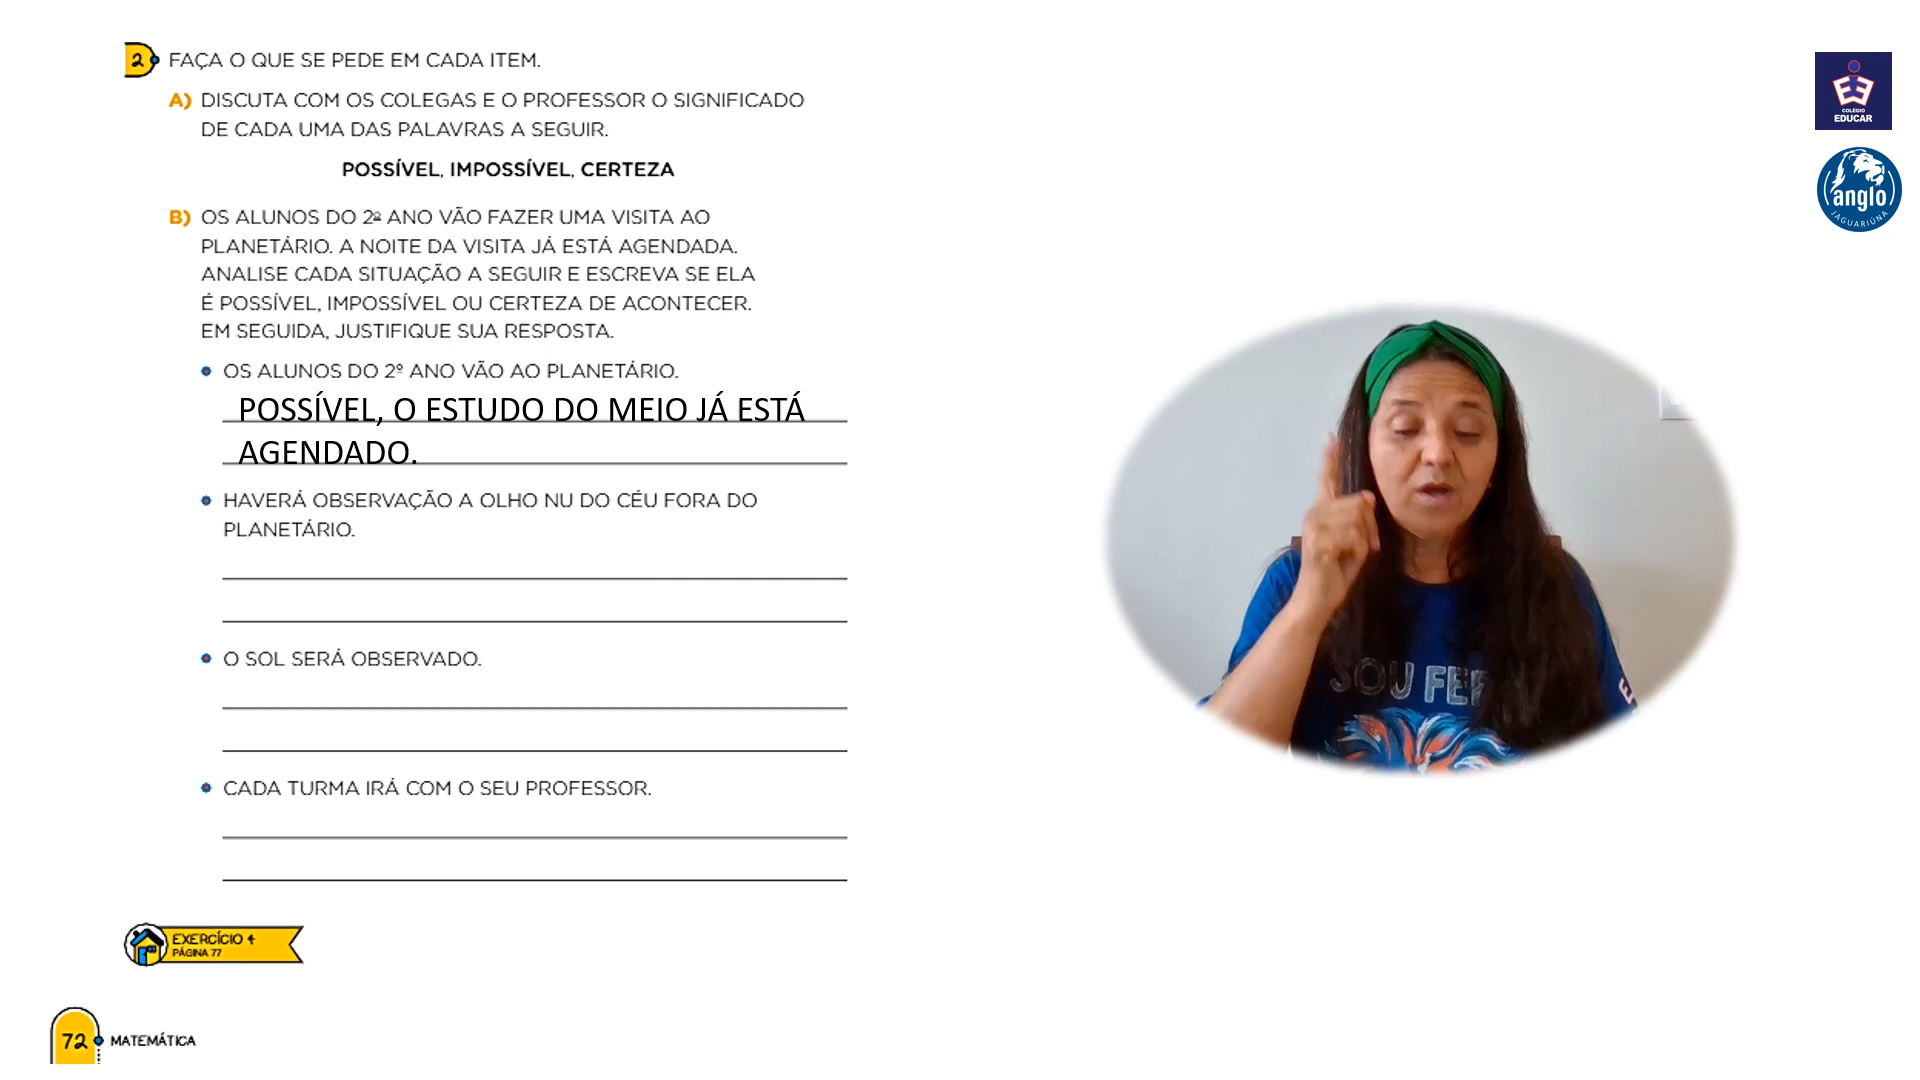 2 FAÇA O QUE SE PEDE EM CADA ITEM.
A) DISCUTA COM OS COLEGAS E O PROFESSOR O SIGNIFICADO
DE CADA UMA DAS PALAVRAS A SEGUIR.
POSSÍVEL, IMPOSSÍVEL, CERTEZA
B) OS ALUNOS DO 2º ANO VÃO FAZER UMA VISITA AO
PLANETÁRIO. A NOITE DA VISITA JÁ ESTÁ AGENDADA.
ANALISE CADA SITUAÇÃO A SEGUIR E ESCREVA SE ELA
É POSSÍVEL, IMPOSSÍVEL OU CERTEZA DE ACONTECER.
EM SEGUIDA, JUSTIFIQUE SUA RESPOSTA.
OS ALUNOS DO 2º ANO VÃO AO PLANETÁRIO.
POSSÍVEL, O ESTUDO DO MEIO JÁ ESTÁ
AGENDADO.
HAVERÁ OBSERVAÇÃO A OLHO NU DO CÉU FORA DO
PLANETÁRIO.
O SOL SERÁ OBSERVADO.
CADA TURMA IRÁ COM O SEU PROFESSOR.
EXERCÍCIO 4
PÁGINA 77
72 MATEMÁTICA
COLÉGIO
EDUCAR
anglo
JAGUARIÚNA
SOU FER